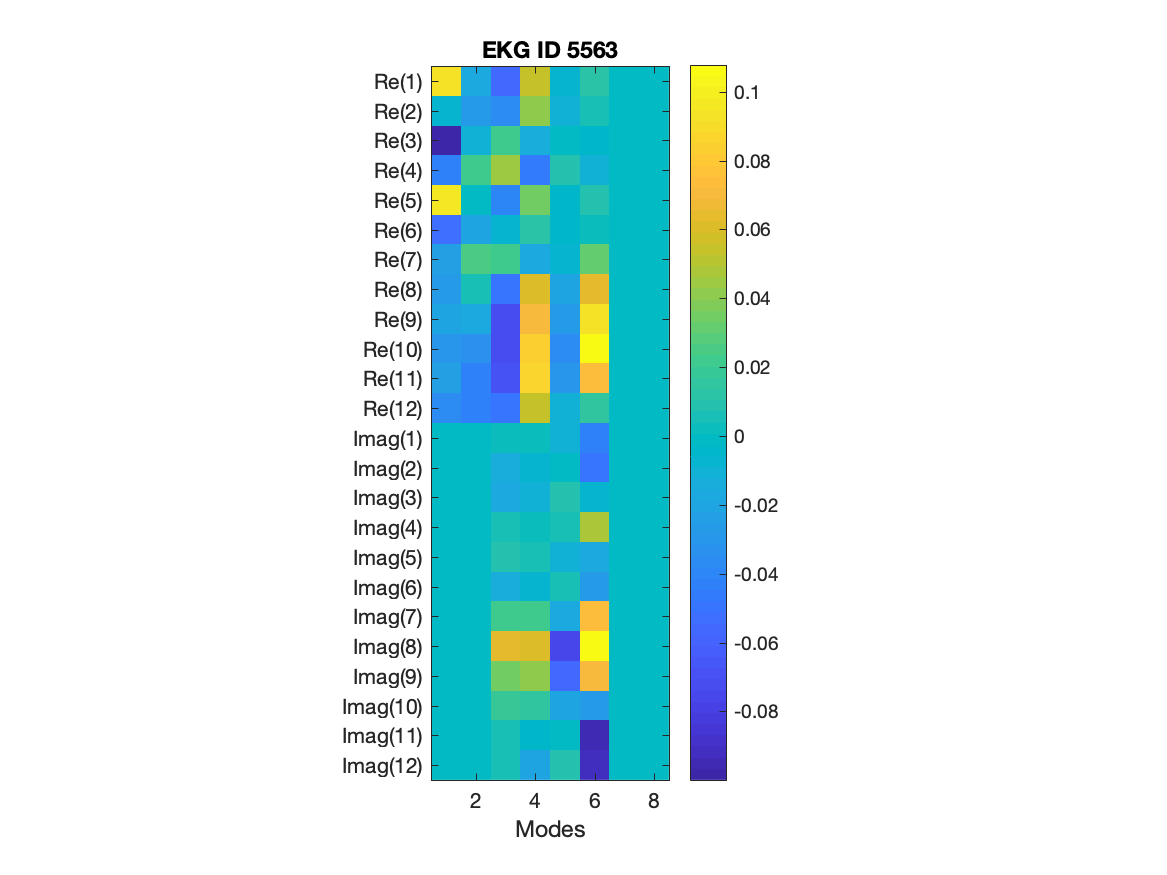 EKG ID 5563
Re(1)
Re(2)
Re(3)
Re(4)
Re(5)
Re(6)
Re(7)
Re(8)
Re(9)
Re(10)
Re(11)
Re(12)
Imag(1)
Imag(2)
Imag(3)
Imag(4)
Imag(5)
Imag(6)
Imag(7)
Imag(8)
Imag(9)
Imag(10)
Imag(11)
Imag(12)
2 4 6 8
Modes
0.1
0.08
0.06
0.04
0.02
0
-0.02
-0.04
-0.06
-0.08